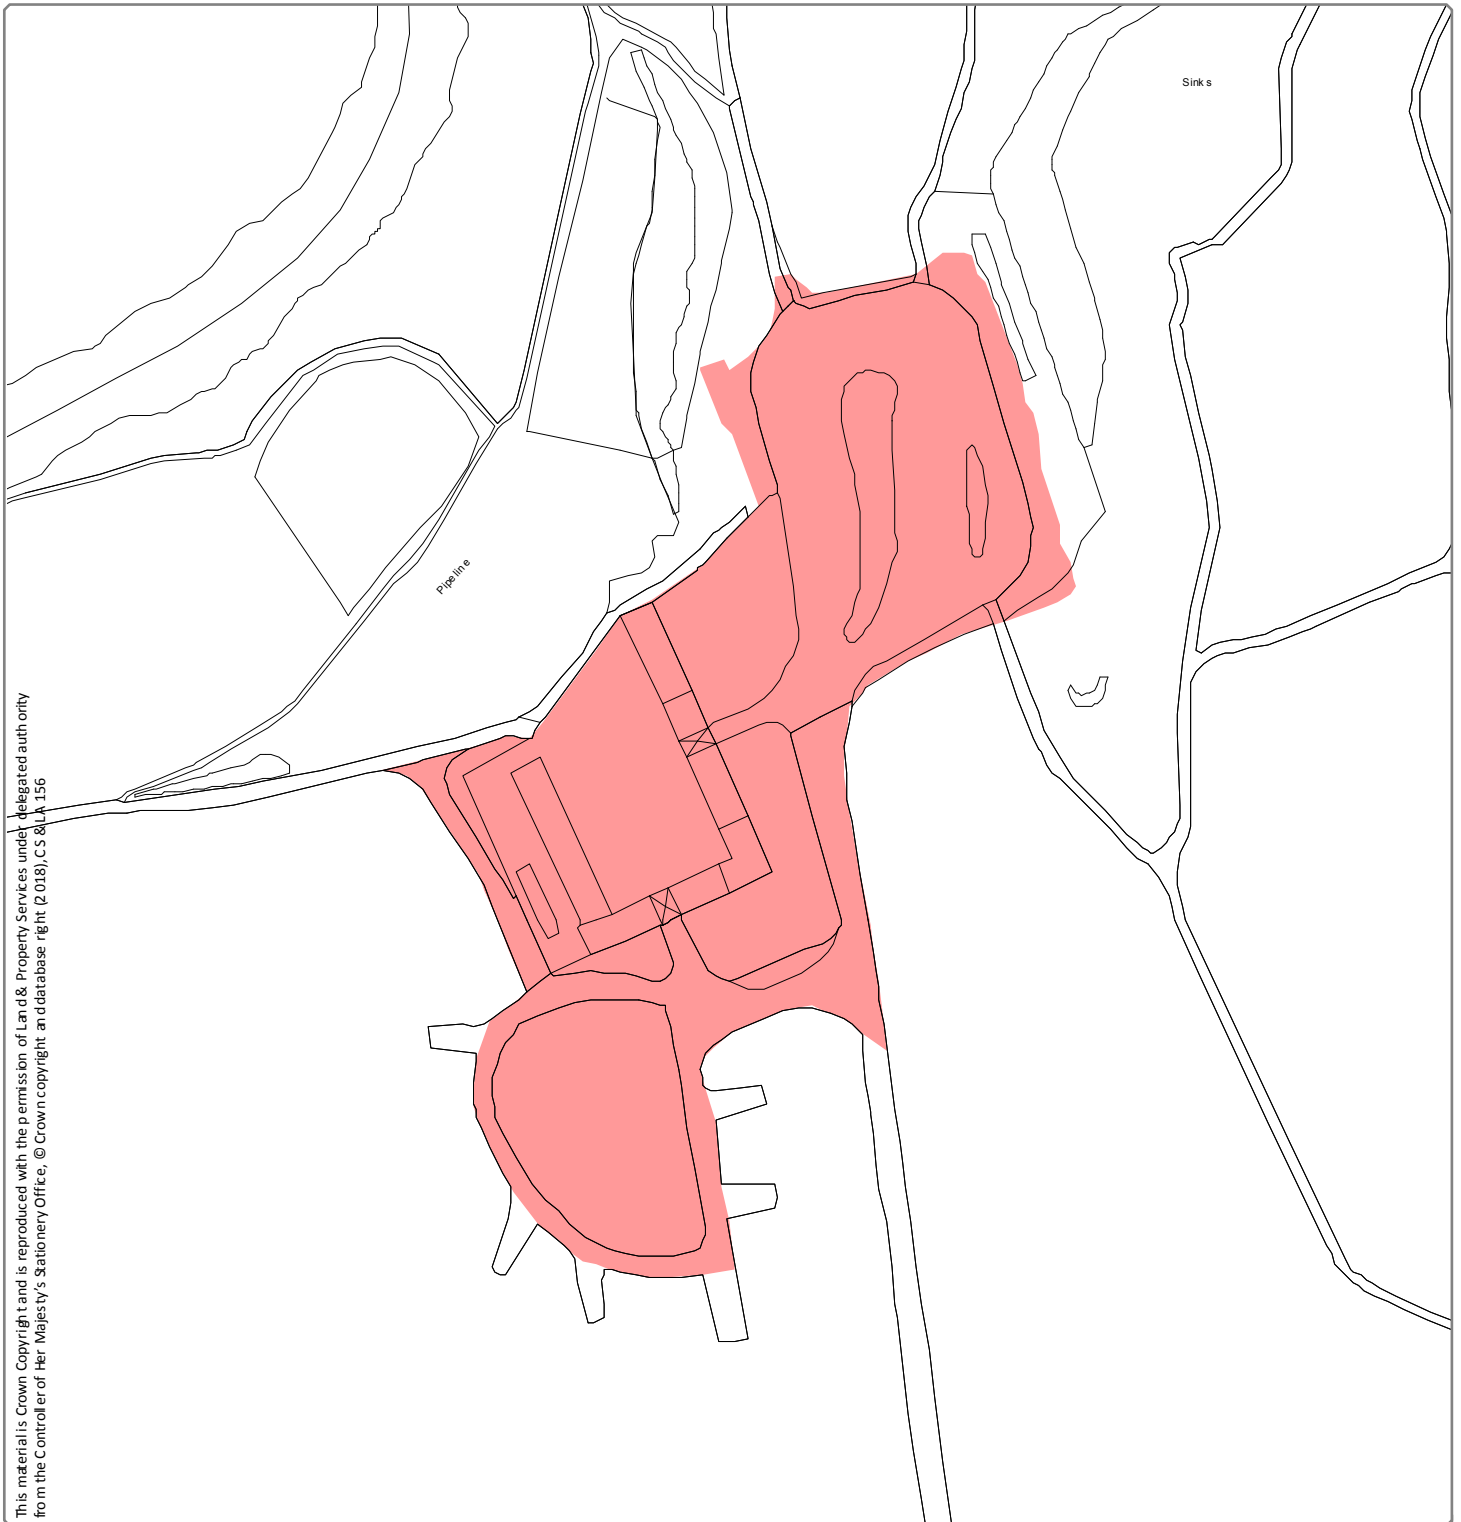 Sinks
Pipeline
This material is Crown Copyright and is reproduced with the permission of Land & Property Services under delegated authority
from the Controller of Her Majesty's Stationery Office, © Crown copyright and database right (2018), CS & LA 156